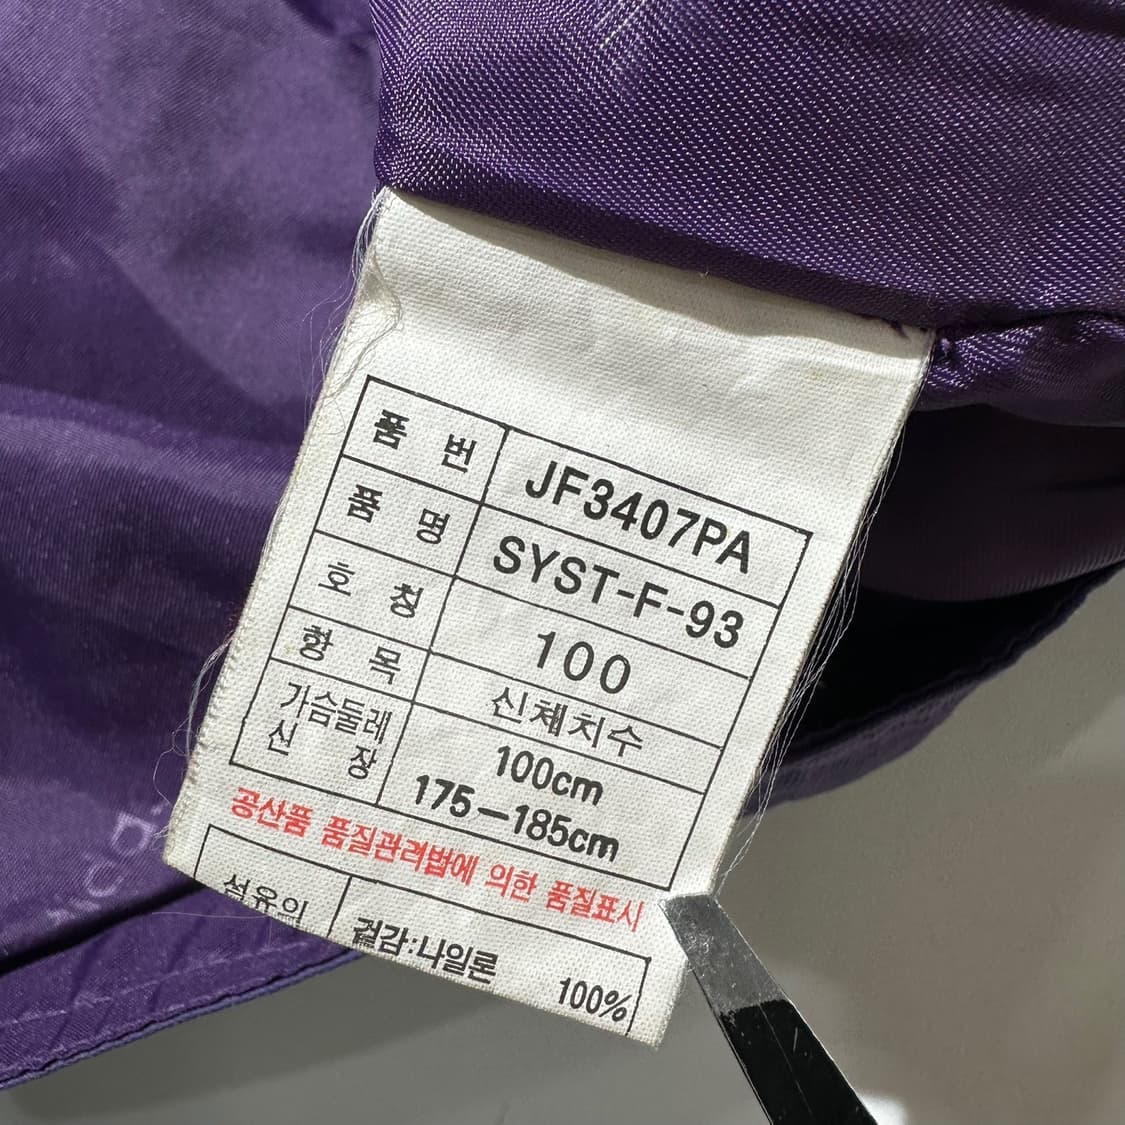 품 번 JF3407PA
품 명 SYST-F-93
호 칭 100
항 목 신체치수
가슴둘레 100cm
신 장 175-185cm
공산품 품질관려법에 의한 품질표시
섬유의 겉감:나일론 100%